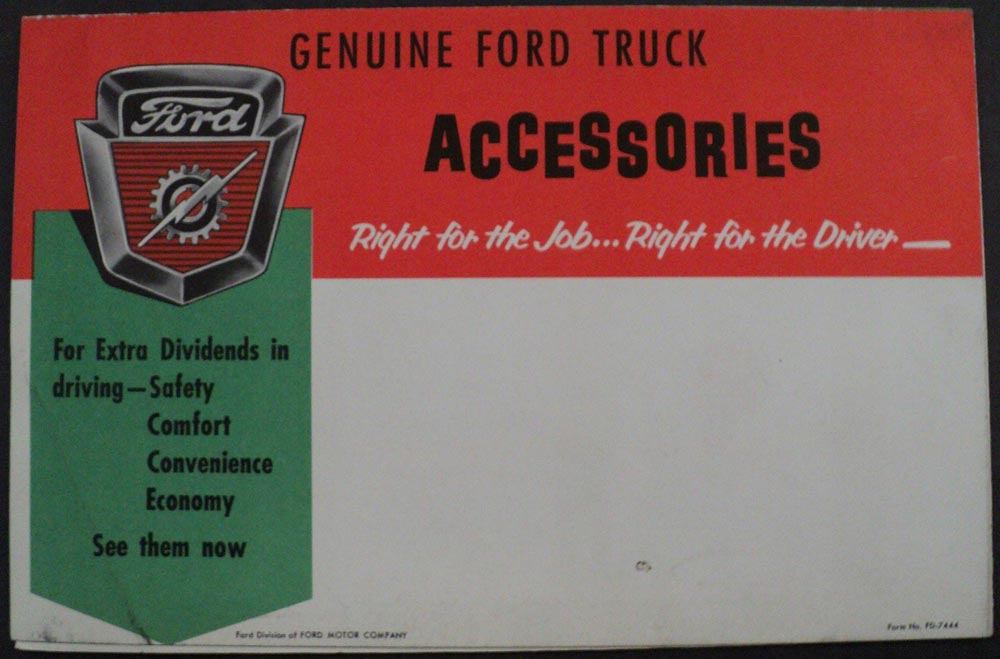 GENUINE FORD TRUCK
ACCESSORIES
Right for the Job... Right for the Driver—
Ford
For Extra Dividends in
driving—Safety
Comfort
Convenience
Economy
See them now
Ford Division of FORD MOTOR COMPANY
Form No. FD-7444